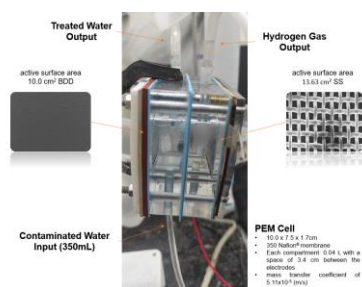 Treated Water
Output
Hydrogen Gas
Output
active surface area
10.0 cm² BDD
active surface area
13.63 cm² SS
Contaminated Water
Input (350mL)
PEM Cell
• 10.0 x 7.5 x 1.7cm
• 350 Nafion® membrane
• Each compartment 0.04 L with a
space of 3.4 cm between the
electrodes
• mass transfer coefficient of
5.11x10⁻⁵ (m/s)